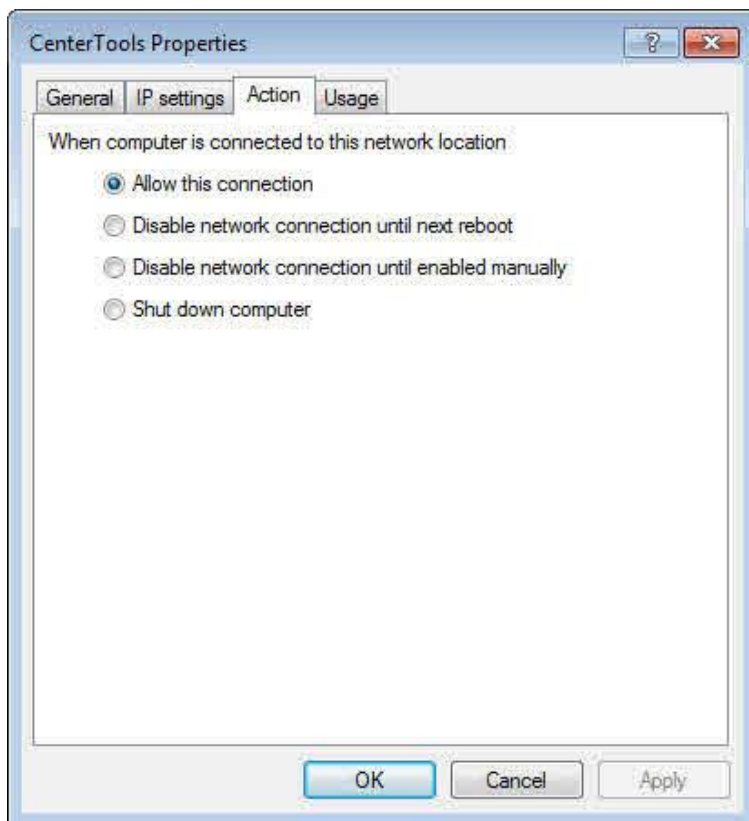 CenterTools Properties
General IP settings Action Usage
When computer is connected to this network location
Allow this connection
Disable network connection until next reboot
Disable network connection until enabled manually
Shut down computer
OK Cancel Apply